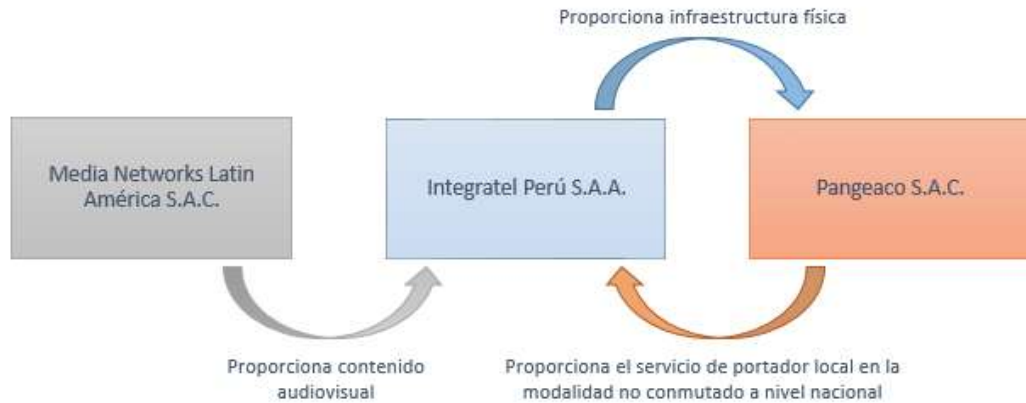 Proporciona infraestructura física
Media Networks Latin
América S.A.C.
Integratel Perú S.A.A.
Pangeaco S.A.C.
Proporciona contenido
audiovisual
Proporciona el servicio de portador local en la
modalidad no conmutado a nivel nacional